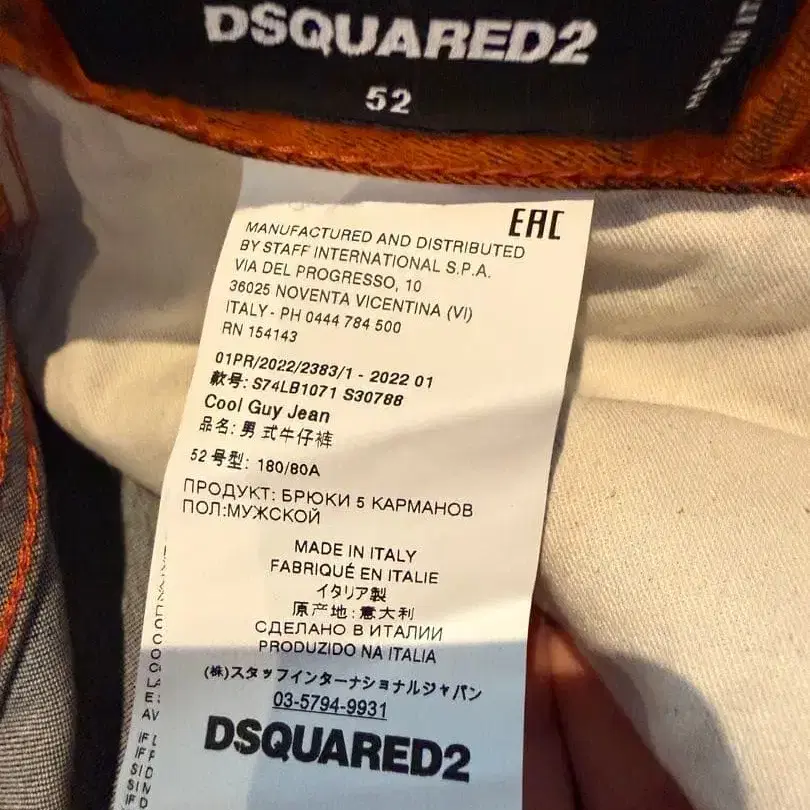 DSQUARED2
52
MADE IN IT
EAC
MANUFACTURED AND DISTRIBUTED
BY STAFF INTERNATIONAL S.P.A.
VIA DEL PROGRESSO, 10
36025 NOVENTA VICENTINA (VI)
ITALY - PH 0444 784 500
RN 154143
01PR/2022/2383/1 - 2022 01
款号: S74LB1071 S30788
Cool Guy Jean
品名: 男 式牛仔裤
52 号型: 180/80A
ПРОДУКТ: БРЮКИ 5 КАРМАНОВ
ПОЛ:МУЖСКОЙ
MADE IN ITALY
FABRIQUÉ EN ITALIE
イタリア製
原产地: 意大利
СДЕЛАНО В ИТАЛИИ
PRODUZIDO NA ITALIA
(株)スタッフインターナショナルジャパン
03-5794-9931
DSQUARED2